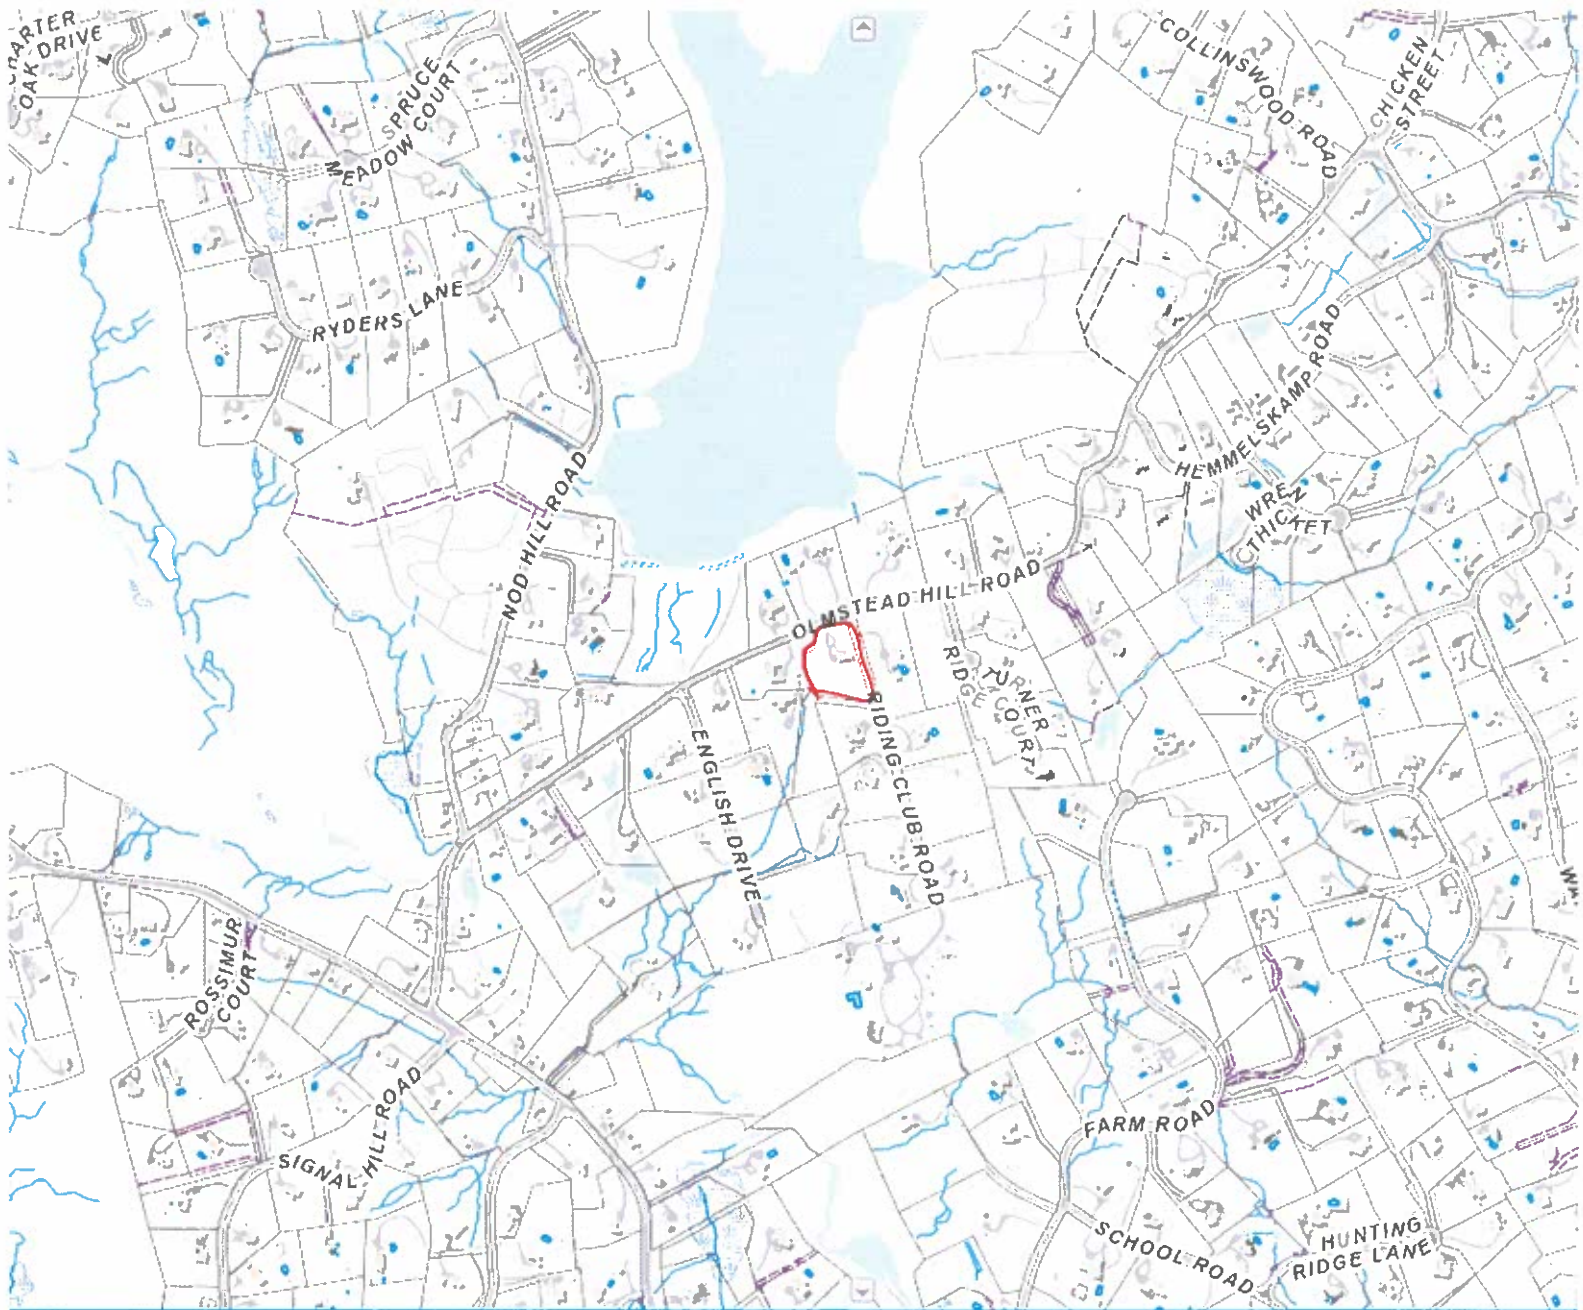 CHARTER
OAK DRIVE
SPRUCE
MEADOW COURT
COLLINSWOOD ROAD
CHICKEN
STREET
RYDERS LANE
HEMMELSKAMP ROAD
NOD HILL ROAD
WREN
THICKET
CT
OLMSTEAD HILL ROAD
RIDGE
TURNER
COURT
RIDING CLUB ROAD
ENGLISH DRIVE
ROSSIMUR
COURT
SIGNAL HILL ROAD
FARM ROAD
SCHOOL ROAD
HUNTING
RIDGE LANE